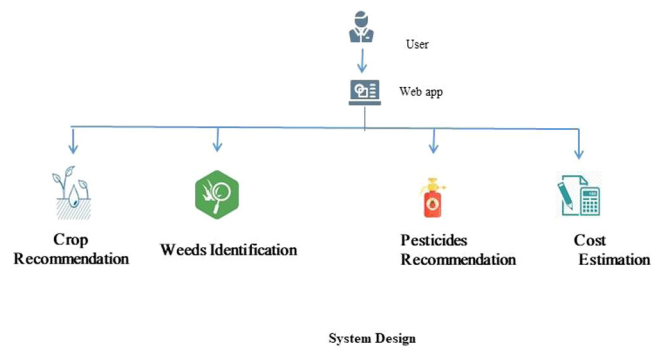 User
Web app
Crop
Recommendation
Weeds Identification
Pesticides
Recommendation
Cost
Estimation
System Design